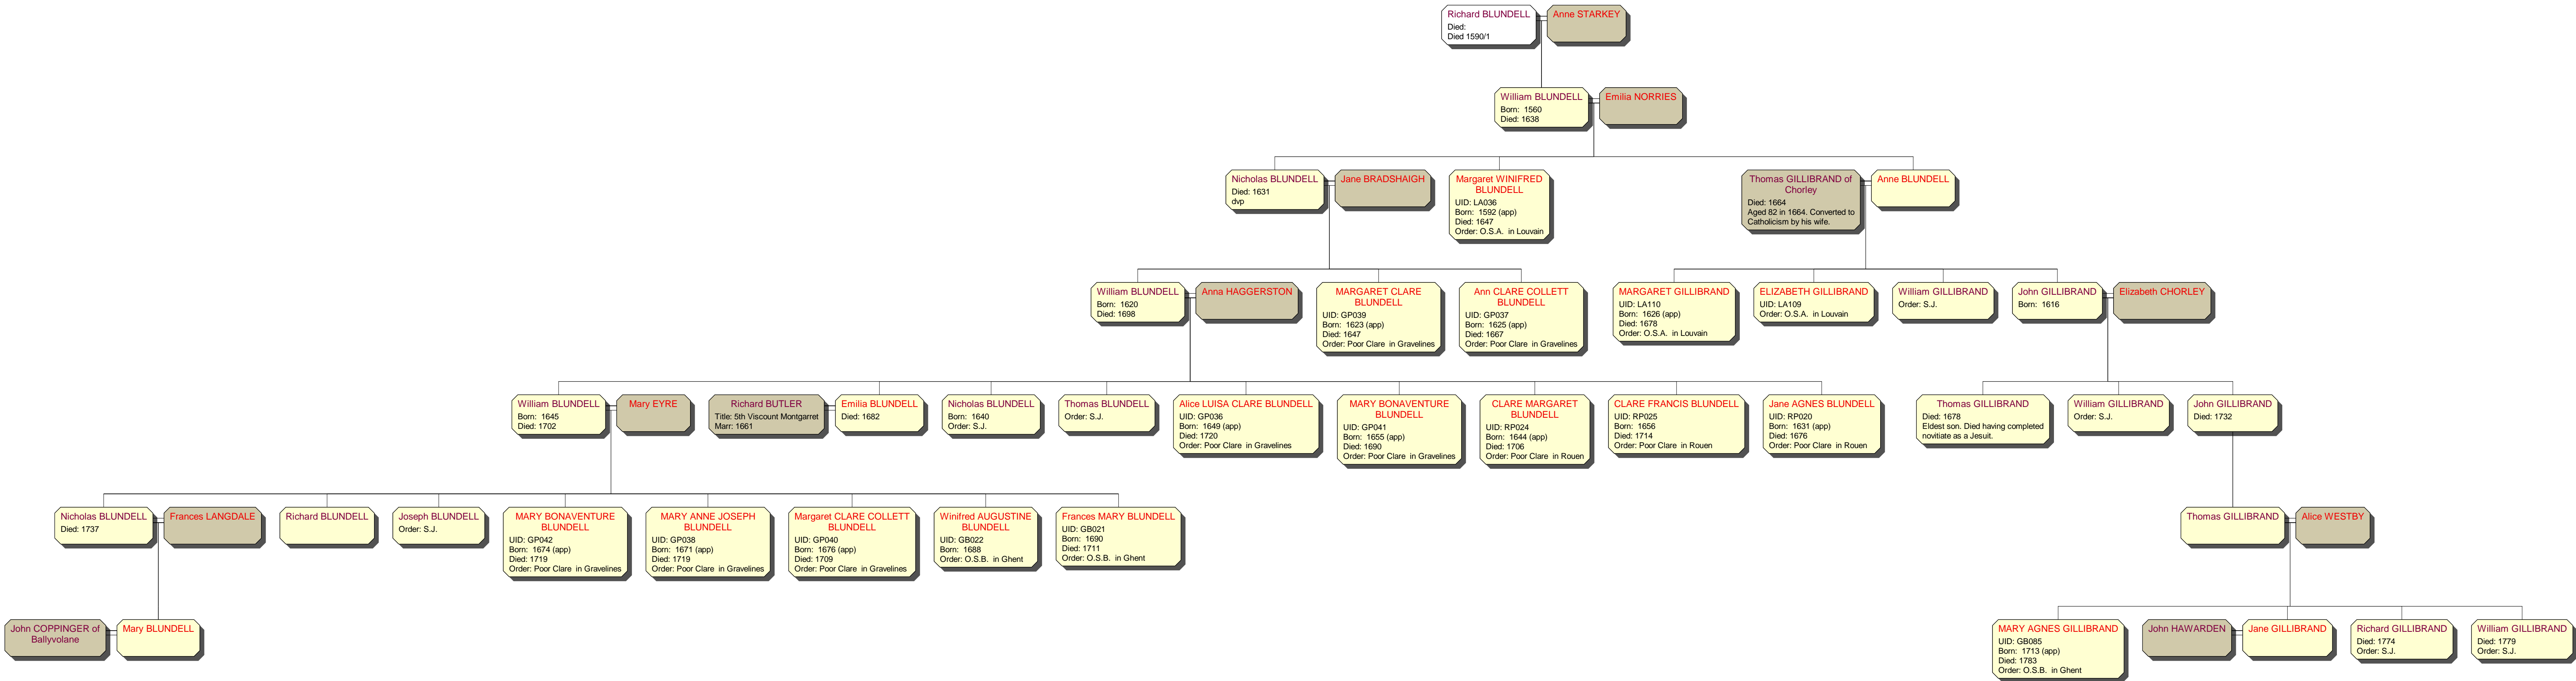 Richard BLUNDELL
Died:
Died 1590/1
Anne STARKEY
William BLUNDELL
Born:  1560
Died: 1638
Emilia NORRIES
Nicholas BLUNDELL
Died: 1631
dvp
Jane BRADSHAIGH
Margaret WINIFRED
BLUNDELL
UID: LA036
Born:  1592 (app)
Died: 1647
Order: O.S.A.  in Louvain
Thomas GILLIBRAND of
Chorley
Died: 1664
Aged 82 in 1664. Converted to
Catholicism by his wife.
Anne BLUNDELL
William BLUNDELL
Born:  1620
Died: 1698
Anna HAGGERSTON
MARGARET CLARE
BLUNDELL
UID: GP039
Born:  1623 (app)
Died: 1647
Order: Poor Clare  in Gravelines
Ann CLARE COLLETT
BLUNDELL
UID: GP037
Born:  1625 (app)
Died: 1667
Order: Poor Clare  in Gravelines
MARGARET GILLIBRAND
UID: LA110
Born:  1626 (app)
Died: 1678
Order: O.S.A.  in Louvain
ELIZABETH GILLIBRAND
UID: LA109
Order: O.S.A.  in Louvain
William GILLIBRAND
Order: S.J.
John GILLIBRAND
Born:  1616
Elizabeth CHORLEY
William BLUNDELL
Born:  1645
Died: 1702
Mary EYRE
Richard BUTLER
Title: 5th Viscount Montgarret
Marr: 1661
Emilia BLUNDELL
Died: 1682
Nicholas BLUNDELL
Born:  1640
Order: S.J.
Thomas BLUNDELL
Order: S.J.
Alice LUISA CLARE BLUNDELL
UID: GP036
Born:  1649 (app)
Died: 1720
Order: Poor Clare  in Gravelines
MARY BONAVENTURE
BLUNDELL
UID: GP041
Born:  1655 (app)
Died: 1690
Order: Poor Clare  in Gravelines
CLARE MARGARET
BLUNDELL
UID: RP024
Born:  1644 (app)
Died: 1706
Order: Poor Clare  in Rouen
CLARE FRANCIS BLUNDELL
UID: RP025
Born:  1656
Died: 1714
Order: Poor Clare  in Rouen
Jane AGNES BLUNDELL
UID: RP020
Born:  1631 (app)
Died: 1676
Order: Poor Clare  in Rouen
Thomas GILLIBRAND
Died: 1678
Eldest son. Died having completed
novitiate as a Jesuit.
William GILLIBRAND
Order: S.J.
John GILLIBRAND
Died: 1732
Nicholas BLUNDELL
Died: 1737
Frances LANGDALE
Richard BLUNDELL
Joseph BLUNDELL
Order: S.J.
MARY BONAVENTURE
BLUNDELL
UID: GP042
Born:  1674 (app)
Died: 1719
Order: Poor Clare  in Gravelines
MARY ANNE JOSEPH
BLUNDELL
UID: GP038
Born:  1671 (app)
Died: 1719
Order: Poor Clare  in Gravelines
Margaret CLARE COLLETT
BLUNDELL
UID: GP040
Born:  1676 (app)
Died: 1709
Order: Poor Clare  in Gravelines
Winifred AUGUSTINE
BLUNDELL
UID: GB022
Born:  1688
Order: O.S.B.  in Ghent
Frances MARY BLUNDELL
UID: GB021
Born:  1690
Died: 1711
Order: O.S.B.  in Ghent
Thomas GILLIBRAND
Alice WESTBY
John COPPINGER of
Ballyvolane
Mary BLUNDELL
MARY AGNES GILLIBRAND
UID: GB085
Born:  1713 (app)
Died: 1783
Order: O.S.B.  in Ghent
John HAWARDEN
Jane GILLIBRAND
Richard GILLIBRAND
Died: 1774
Order: S.J.
William GILLIBRAND
Died: 1779
Order: S.J.